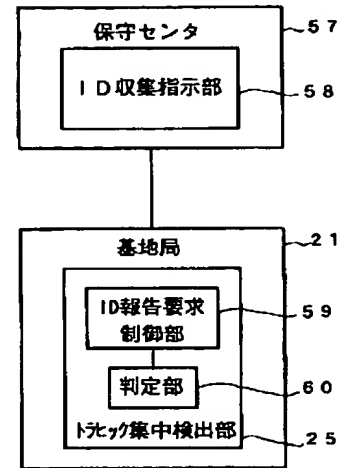 保守センタ
57
ID収集指示部
58
基地局
21
ID報告要求
制御部
59
判定部
60
トラヒック集中検出部
25